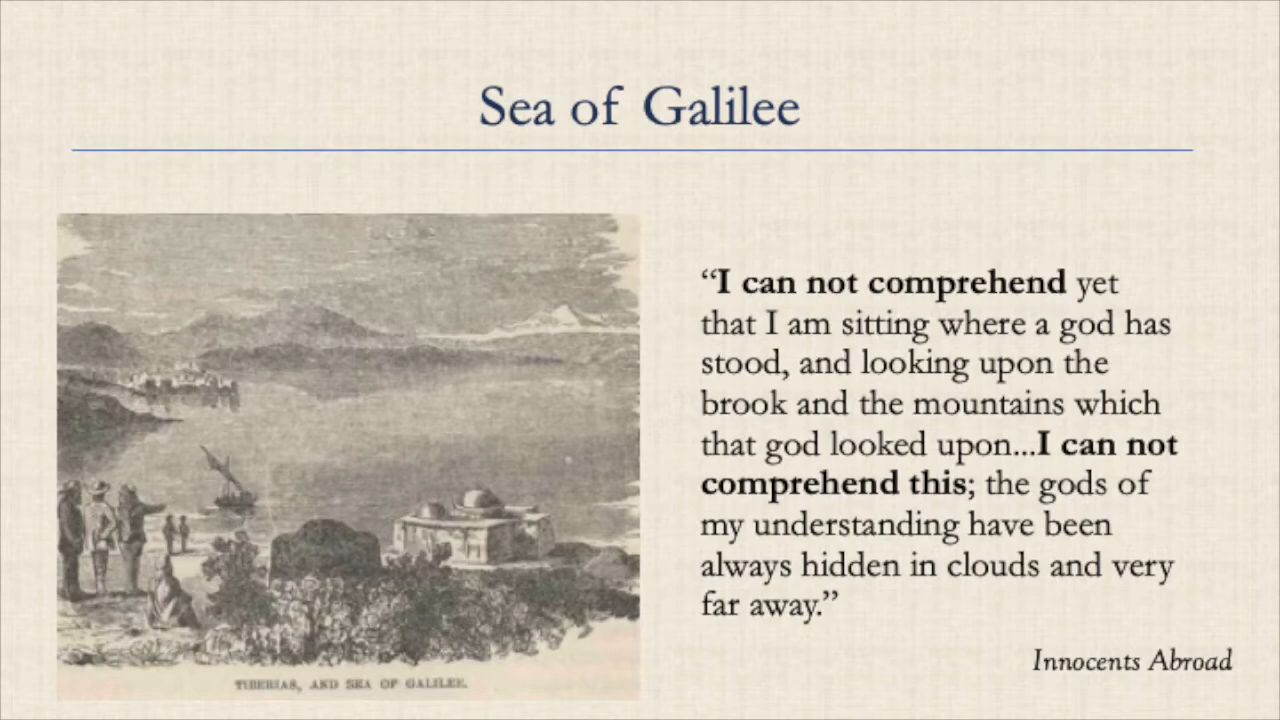 Sea of Galilee
“I can not comprehend yet
that I am sitting where a god has
stood, and looking upon the
brook and the mountains which
that god looked upon...I can not
comprehend this; the gods of
my understanding have been
always hidden in clouds and very
far away.”
Innocents Abroad
TIBERIAS, AND SEA OF GALILEE.